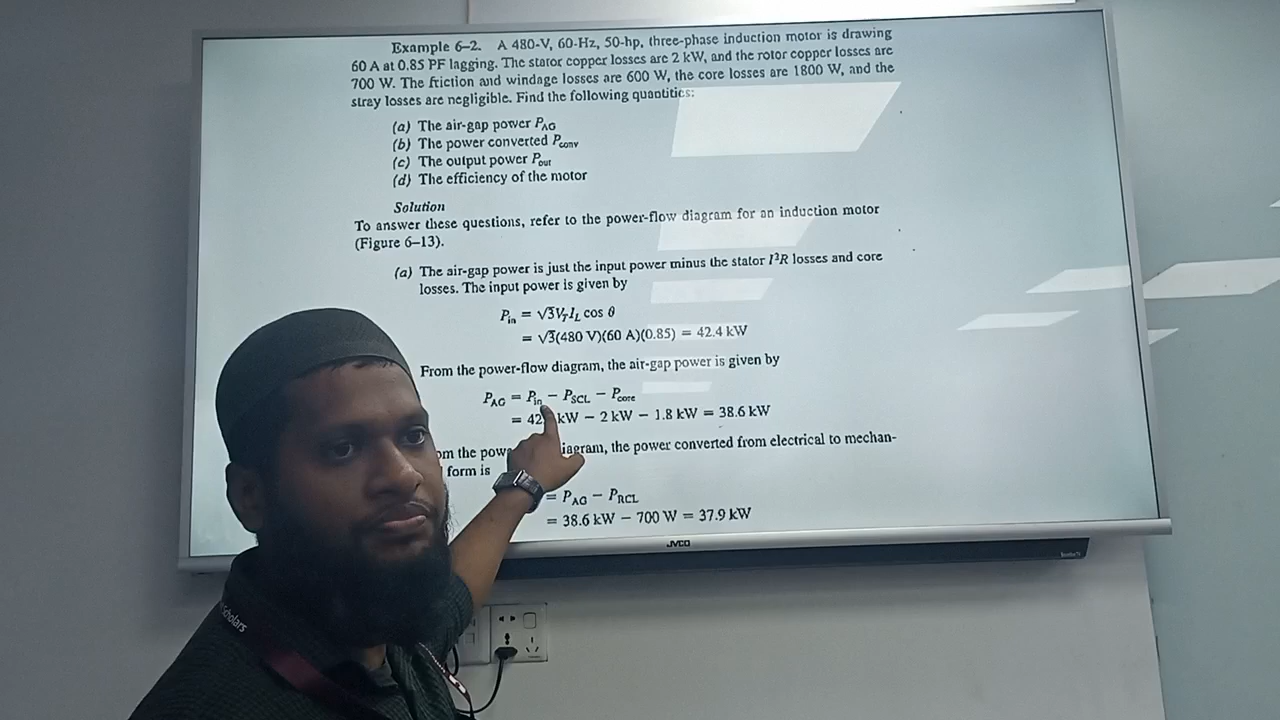 Example 6–2. A 480-V, 60-Hz, 50-hp, three-phase induction motor is drawing
60 A at 0.85 PF lagging. The stator copper losses are 2 kW, and the rotor copper losses are
700 W. The friction and windage losses are 600 W, the core losses are 1800 W, and the
stray losses are negligible. Find the following quantities:
(a) The air-gap power P_AG
(b) The power converted P_conv
(c) The output power P_out
(d) The efficiency of the motor
Solution
To answer these questions, refer to the power-flow diagram for an induction motor
(Figure 6–13).
(a) The air-gap power is just the input power minus the stator I²R losses and core
losses. The input power is given by
P_in = √3V_T I_L cos θ
= √3(480 V)(60 A)(0.85) = 42.4 kW
From the power-flow diagram, the air-gap power is given by
P_AG = P_in − P_SCL − P_core
= 42. kW − 2 kW − 1.8 kW = 38.6 kW
om the pow iagram, the power converted from electrical to mechan-
form is
= P_AG − P_RCL
= 38.6 kW − 700 W = 37.9 kW
JVCO
Scholars